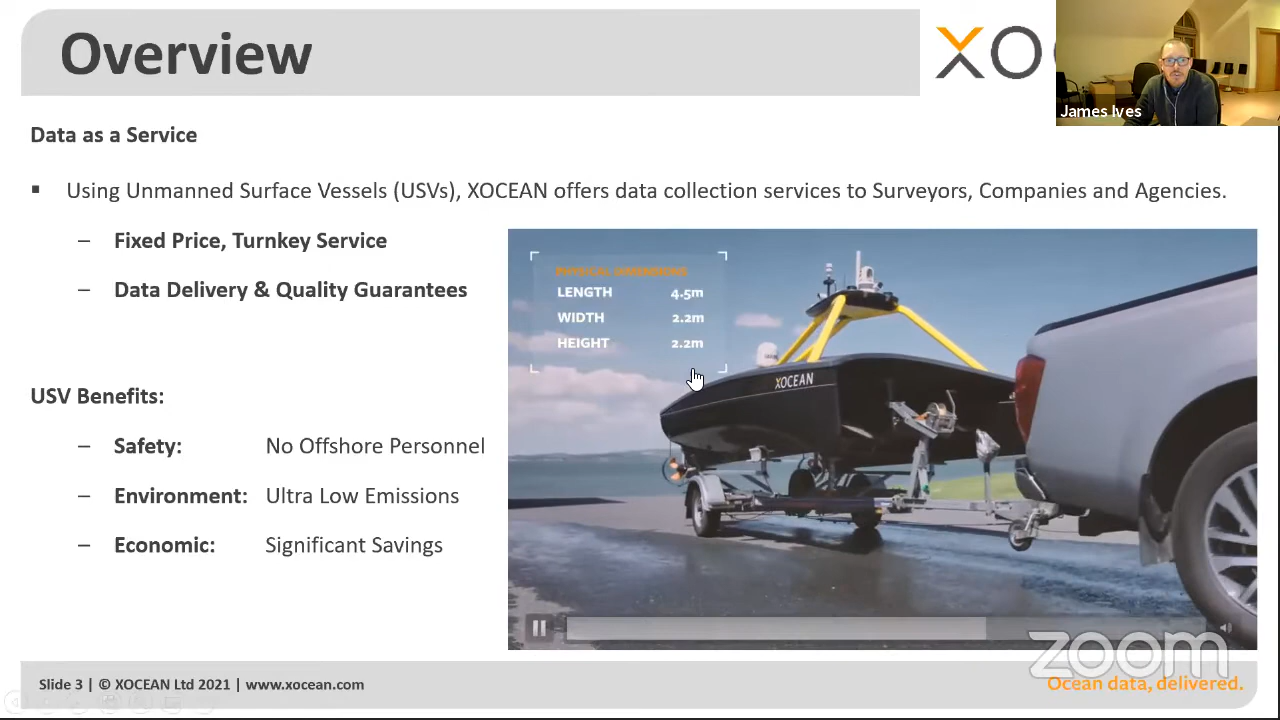 Overview
XO
James Ives
Data as a Service
Using Unmanned Surface Vessels (USVs), XOCEAN offers data collection services to Surveyors, Companies and Agencies.
– Fixed Price, Turnkey Service
– Data Delivery & Quality Guarantees
PHYSICAL DIMENSIONS
LENGTH 4.5m
WIDTH 2.2m
HEIGHT 2.2m
XOCEAN
USV Benefits:
– Safety: No Offshore Personnel
– Environment: Ultra Low Emissions
– Economic: Significant Savings
zoom
Slide 3 | © XOCEAN Ltd 2021 | www.xocean.com
Ocean data, delivered.